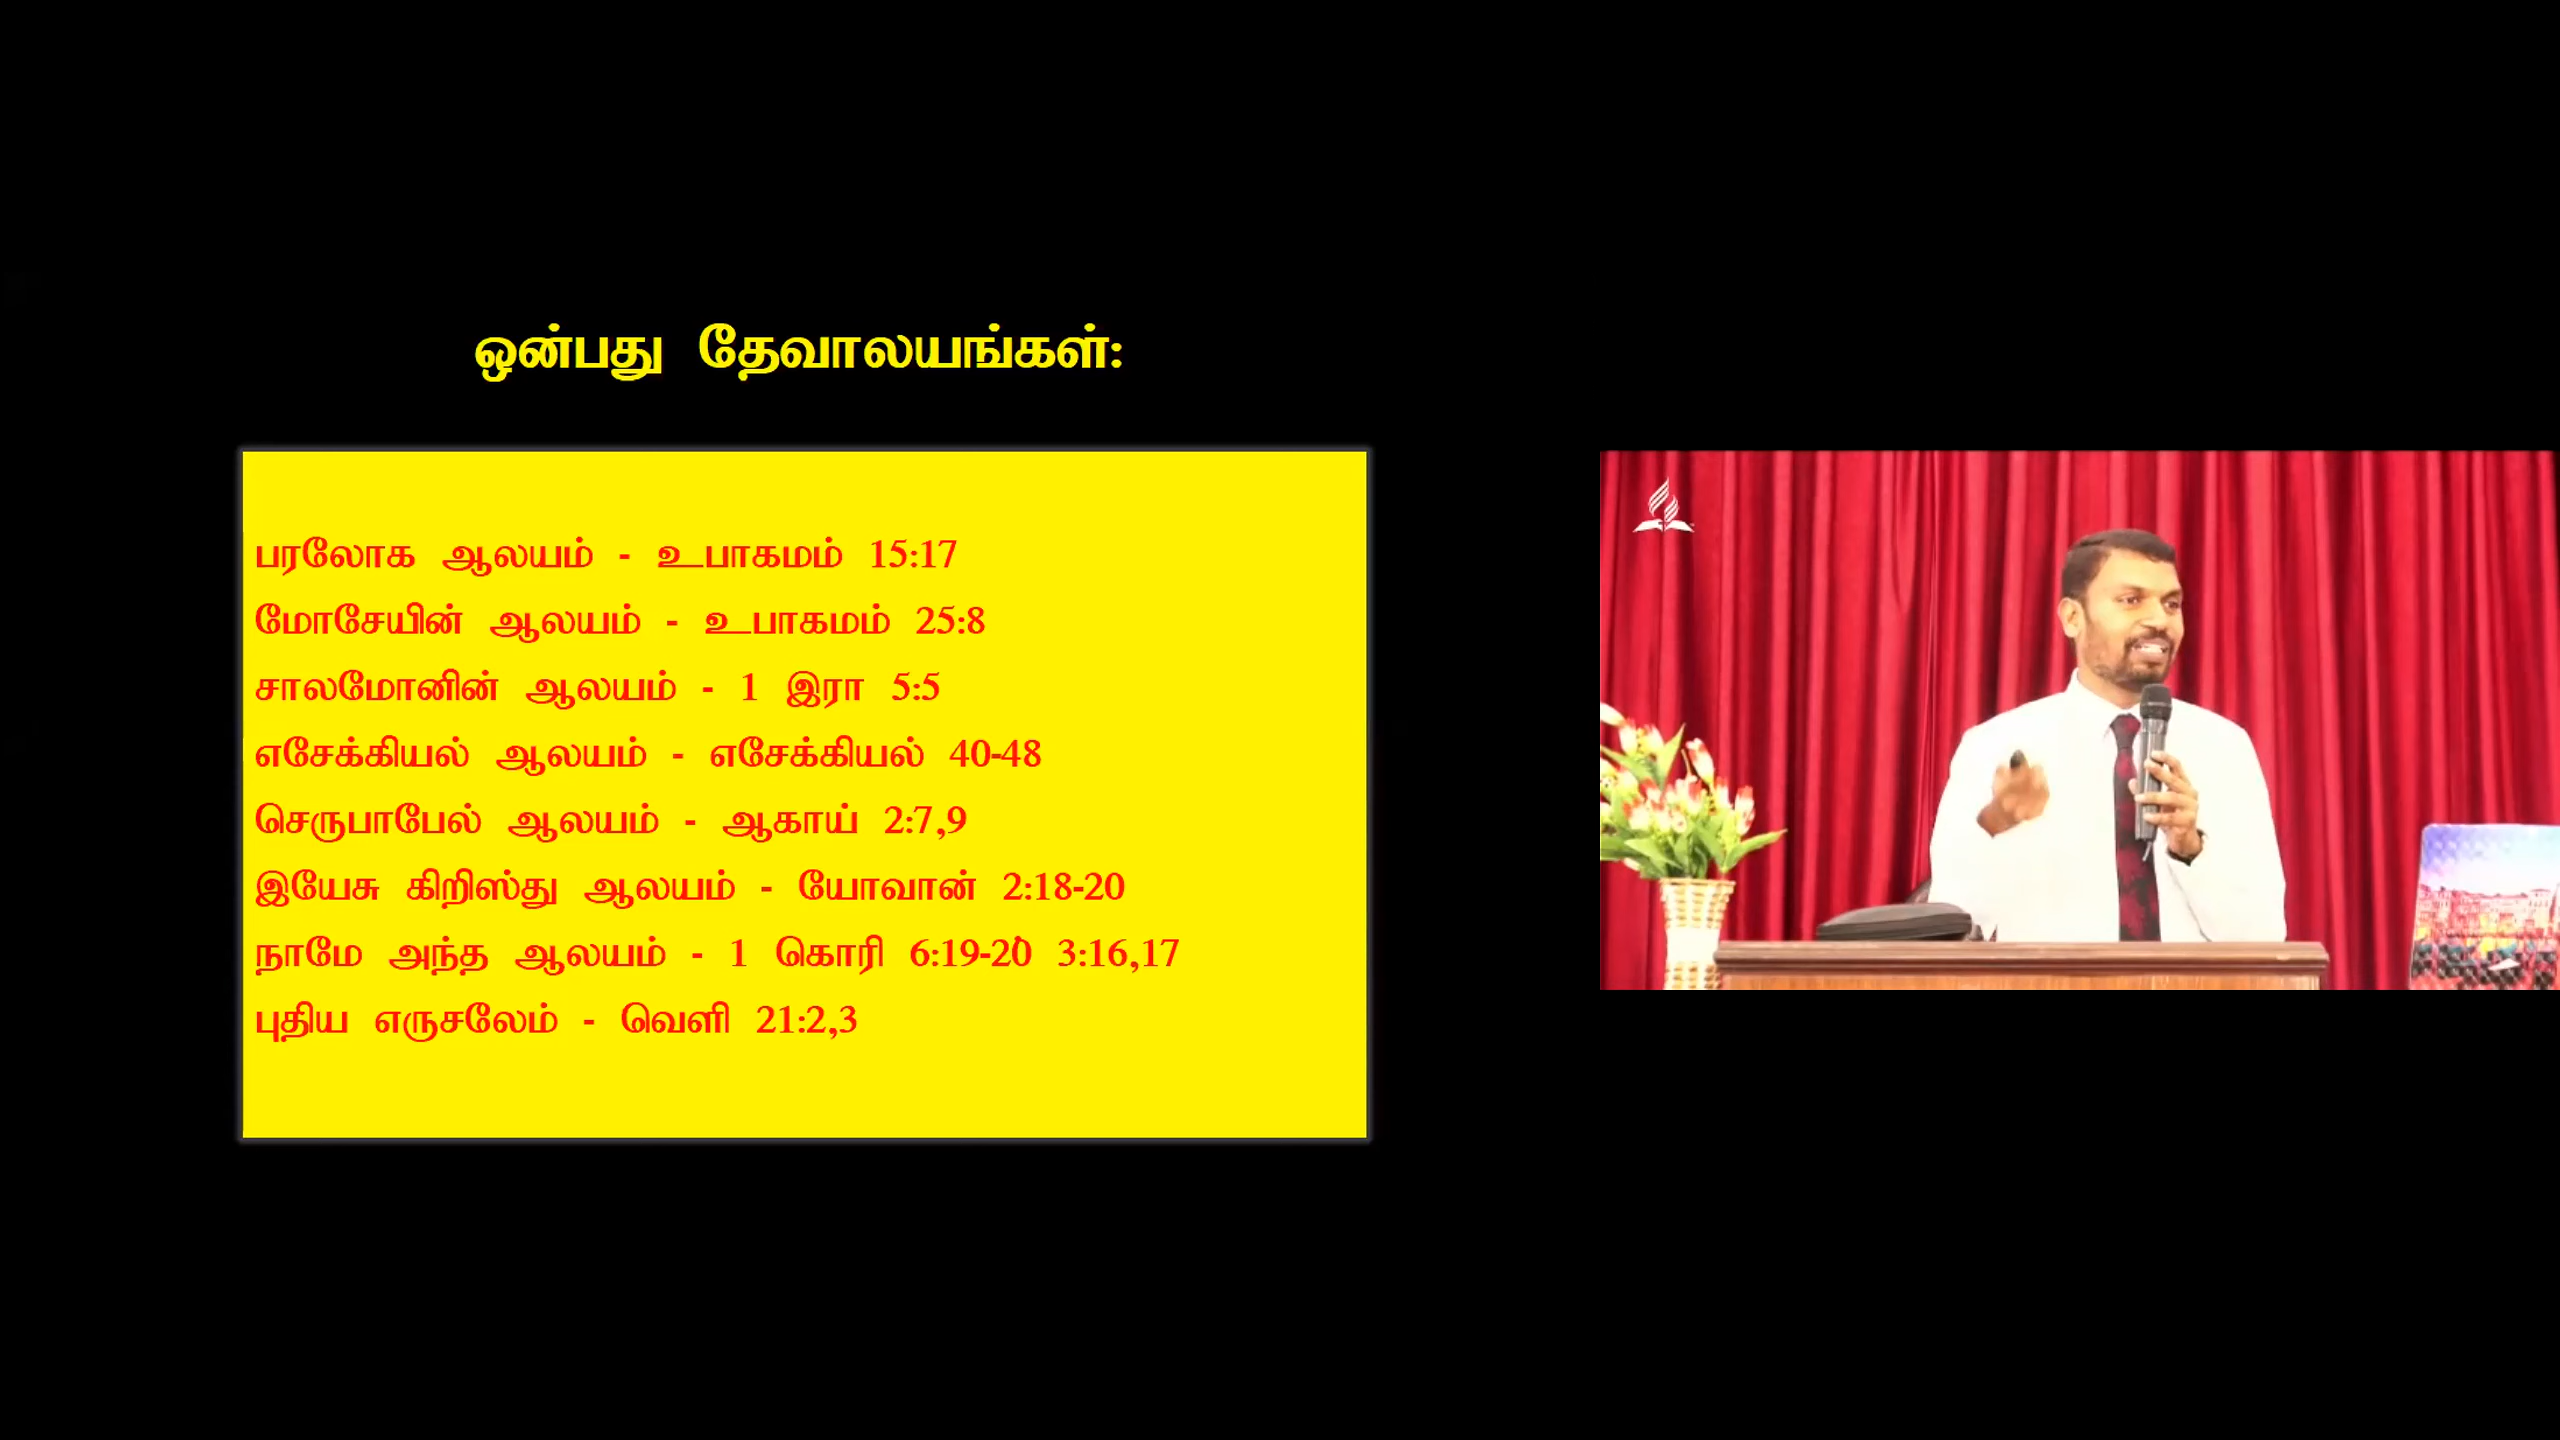 ஒன்பது தேவாலயங்கள்:
பரலோக ஆலயம் - உபாகமம் 15:17
மோசேயின் ஆலயம் - உபாகமம் 25:8
சாலமோனின் ஆலயம் - 1 இரா 5:5
எசேக்கியல் ஆலயம் - எசேக்கியல் 40-48
செருபாபேல் ஆலயம் - ஆகாய் 2:7,9
இயேசு கிறிஸ்து ஆலயம் - யோவான் 2:18-20
நாமே அந்த ஆலயம் - 1 கொரி 6:19-20் 3:16,17
புதிய எருசலேம் - வெளி 21:2,3